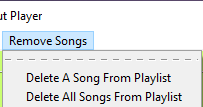 ut Player
Remove Songs
Delete A Song From Playlist
Delete All Songs From Playlist